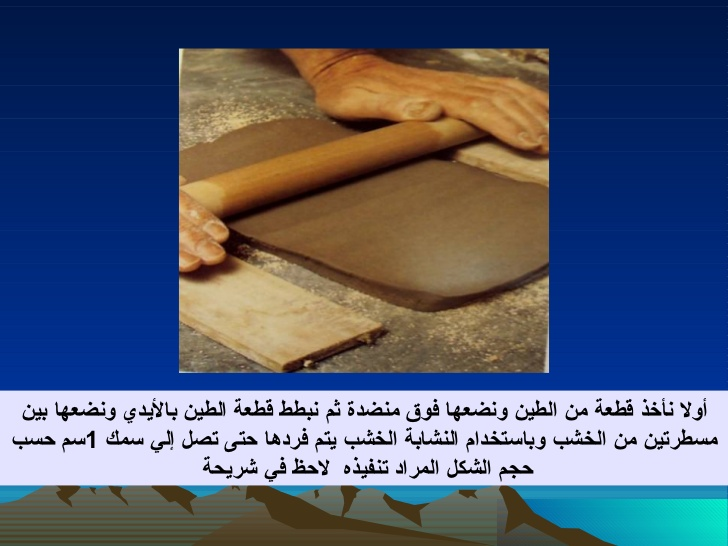 أولا نأخذ قطعة من الطين ونضعها فوق منضدة ثم نبطط قطعة الطين بالأيدي ونضعها بين
مسطرتين من الخشب وباستخدام النشابة الخشب يتم فردها حتى تصل إلي سمك 1سم حسب
حجم الشكل المراد تنفيذه  لاحظ في شريحة